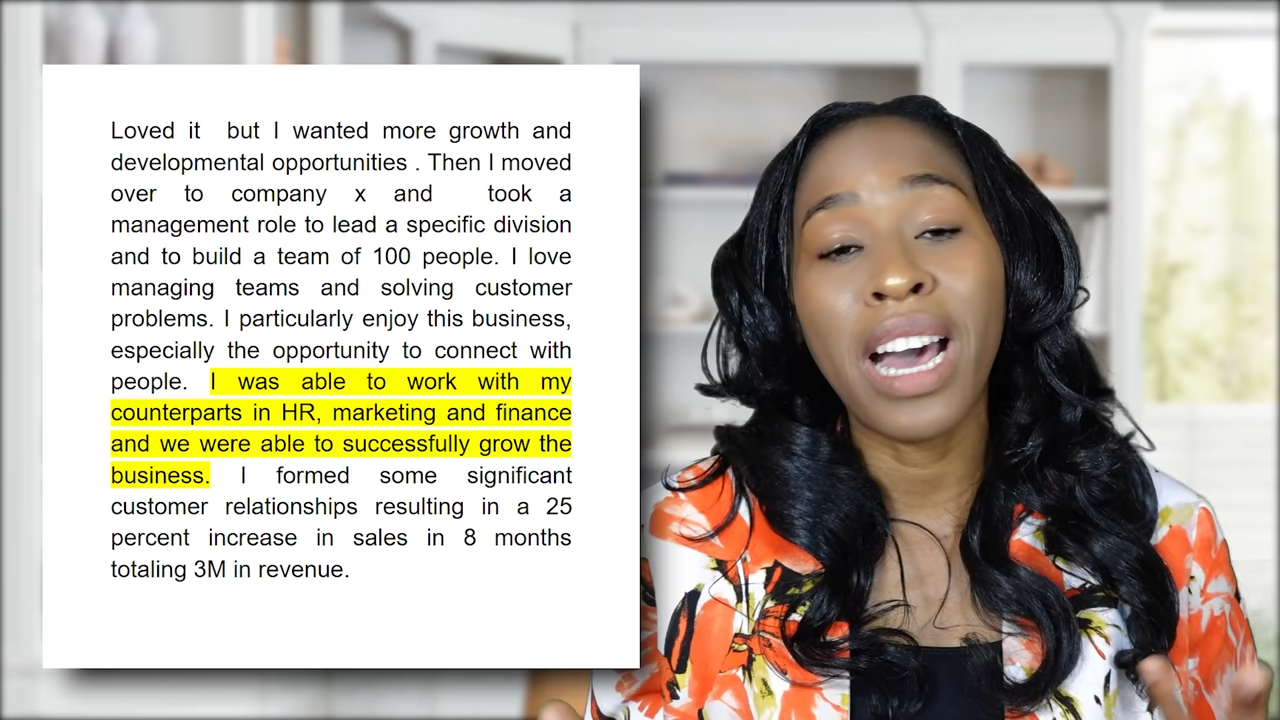 Loved it but I wanted more growth and
developmental opportunities . Then I moved
over to company x and took a
management role to lead a specific division
and to build a team of 100 people. I love
managing teams and solving customer
problems. I particularly enjoy this business,
especially the opportunity to connect with
people. I was able to work with my
counterparts in HR, marketing and finance
and we were able to successfully grow the
business. I formed some significant
customer relationships resulting in a 25
percent increase in sales in 8 months
totaling 3M in revenue.